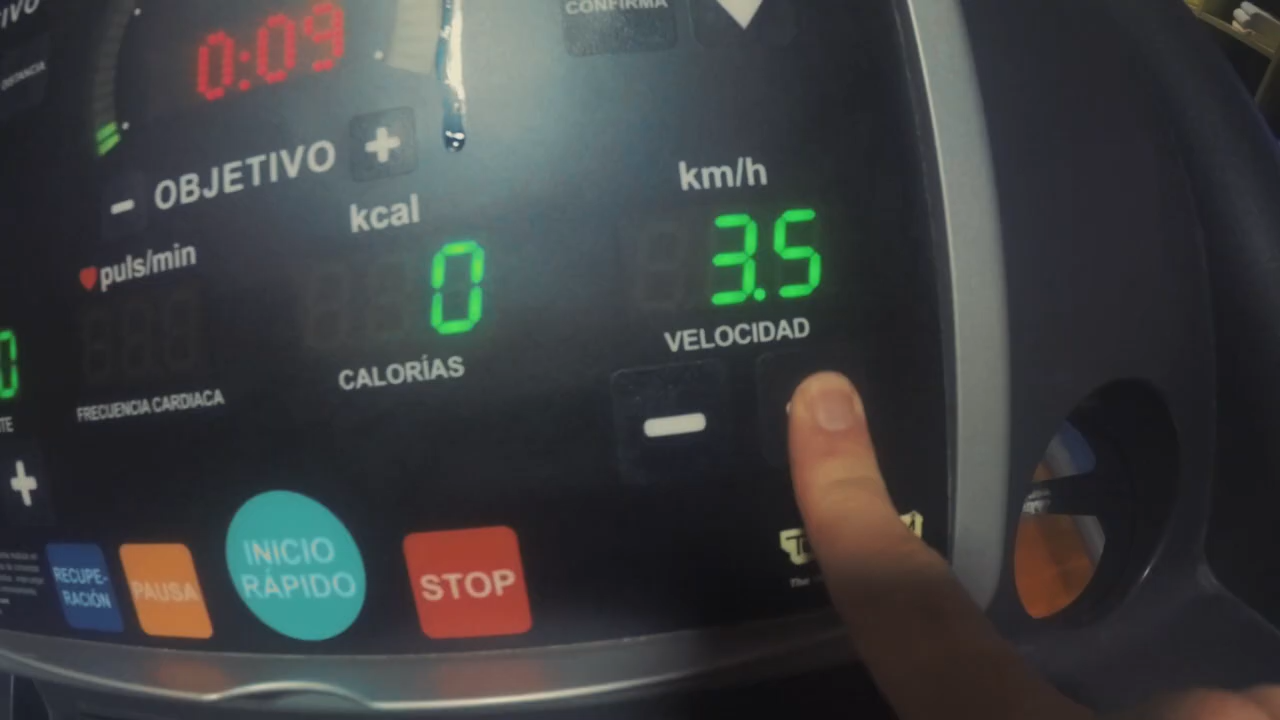 CONFIRMA
DISTANCIA
0:09
- OBJETIVO +
puls/min
kcal
km/h
0
3.5
FRECUENCIA CARDIACA
CALORÍAS
VELOCIDAD
-
+
RECUPE-
RACIÓN
PAUSA
INICIO
RÁPIDO
STOP
The